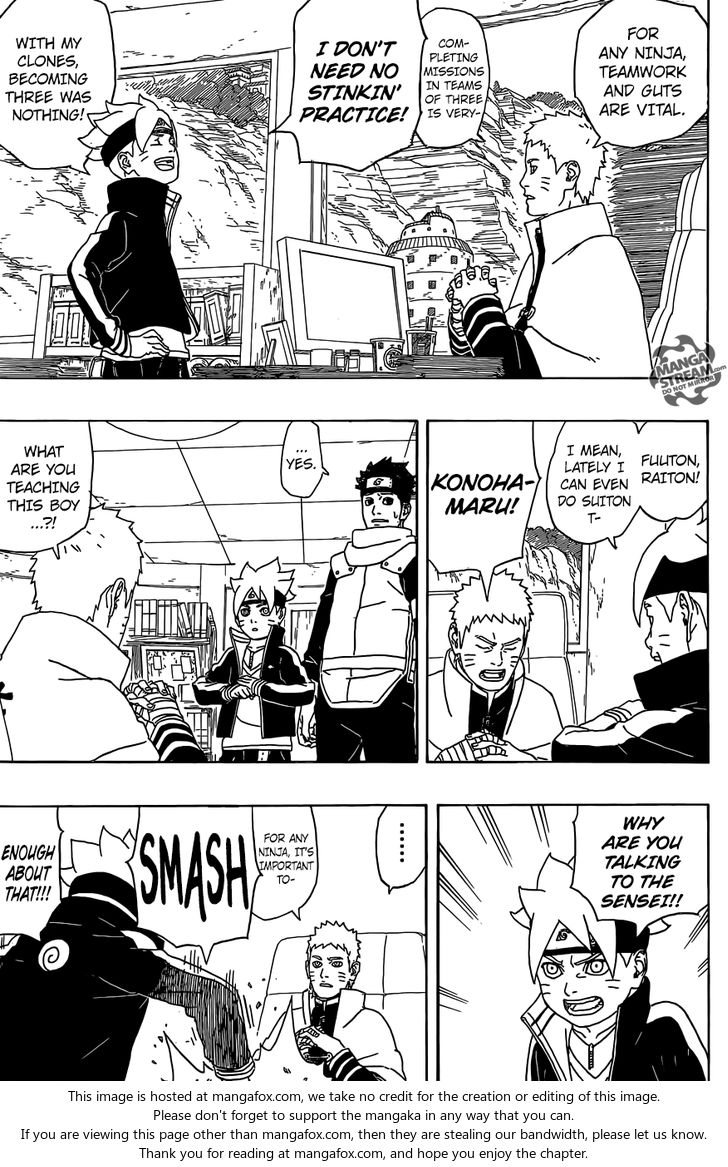 FOR
ANY NINJA,
TEAMWORK
AND GUTS
ARE VITAL.
COM-
PLETING
MISSIONS
IN TEAMS
OF THREE
IS VERY-
I DON'T
NEED NO
STINKIN'
PRACTICE!
WITH MY
CLONES,
BECOMING
THREE WAS
NOTHING!
MANGA
STREAM.com
DO NOT MIRROR
FUUTON,
RAITON!
I MEAN,
LATELY I
CAN EVEN
DO SUITON
T-
KONOHA-
MARU!
...
YES.
WHAT
ARE YOU
TEACHING
THIS BOY
...?!
WHY
ARE YOU
TALKING
TO THE
SENSEI!!
......
FOR ANY
NINJA, IT'S
IMPORTANT
TO-
SMASH
ENOUGH
ABOUT
THAT!!!
This image is hosted at mangafox.com, we take no credit for the creation or editing of this image.
Please don't forget to support the mangaka in any way that you can.
If you are viewing this page other than mangafox.com, then they are stealing our bandwidth, please let us know.
Thank you for reading at mangafox.com, and hope you enjoy the chapter.